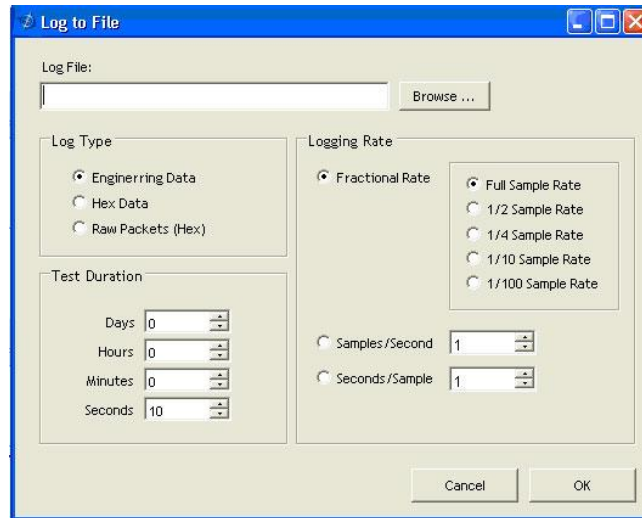 Log to File
Log File:
Browse ...
Log Type
Enginerring Data
Hex Data
Raw Packets (Hex)
Test Duration
Days 0
Hours 0
Minutes 0
Seconds 10
Logging Rate
Fractional Rate
Full Sample Rate
1/2 Sample Rate
1/4 Sample Rate
1/10 Sample Rate
1/100 Sample Rate
Samples/Second 1
Seconds/Sample 1
Cancel OK